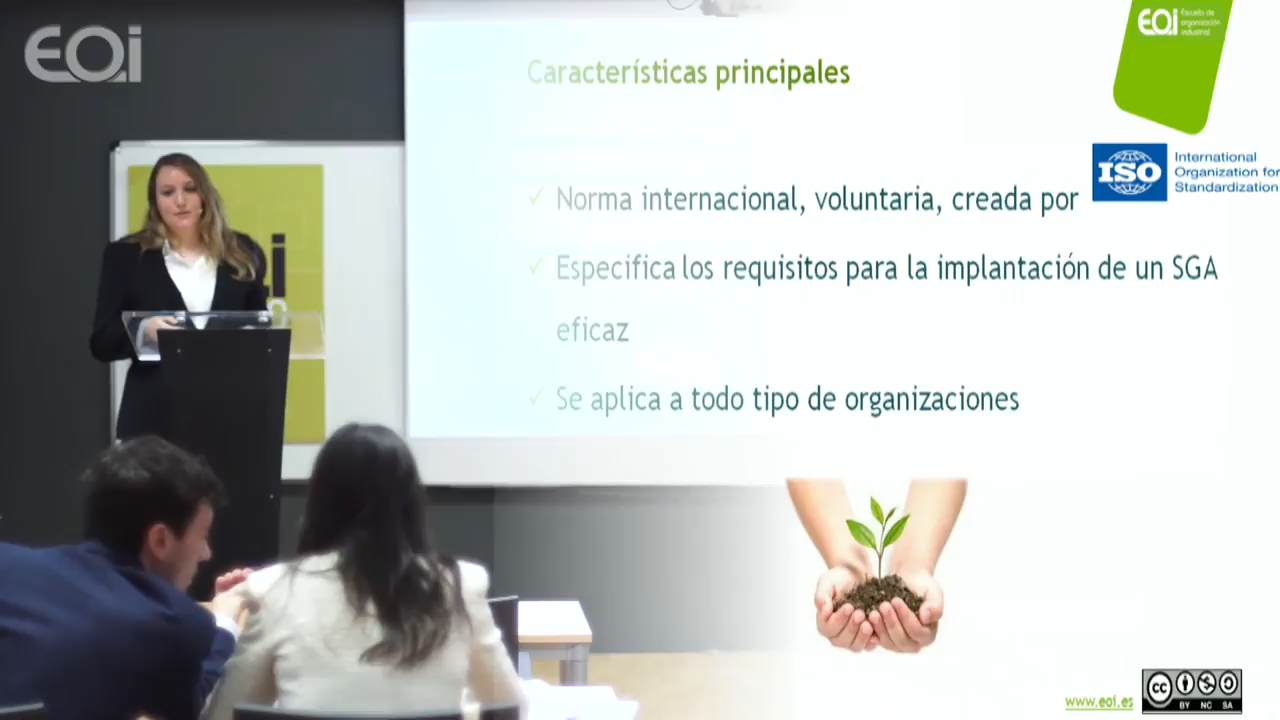 EOi
EOi Escuela de
organización
industrial
Características principales
ISO International
Organization for
Standardization
✓ Norma internacional, voluntaria, creada por
✓ Especifica los requisitos para la implantación de un SGA
eficaz
✓ Se aplica a todo tipo de organizaciones
www.eoi.es
cc BY NC SA